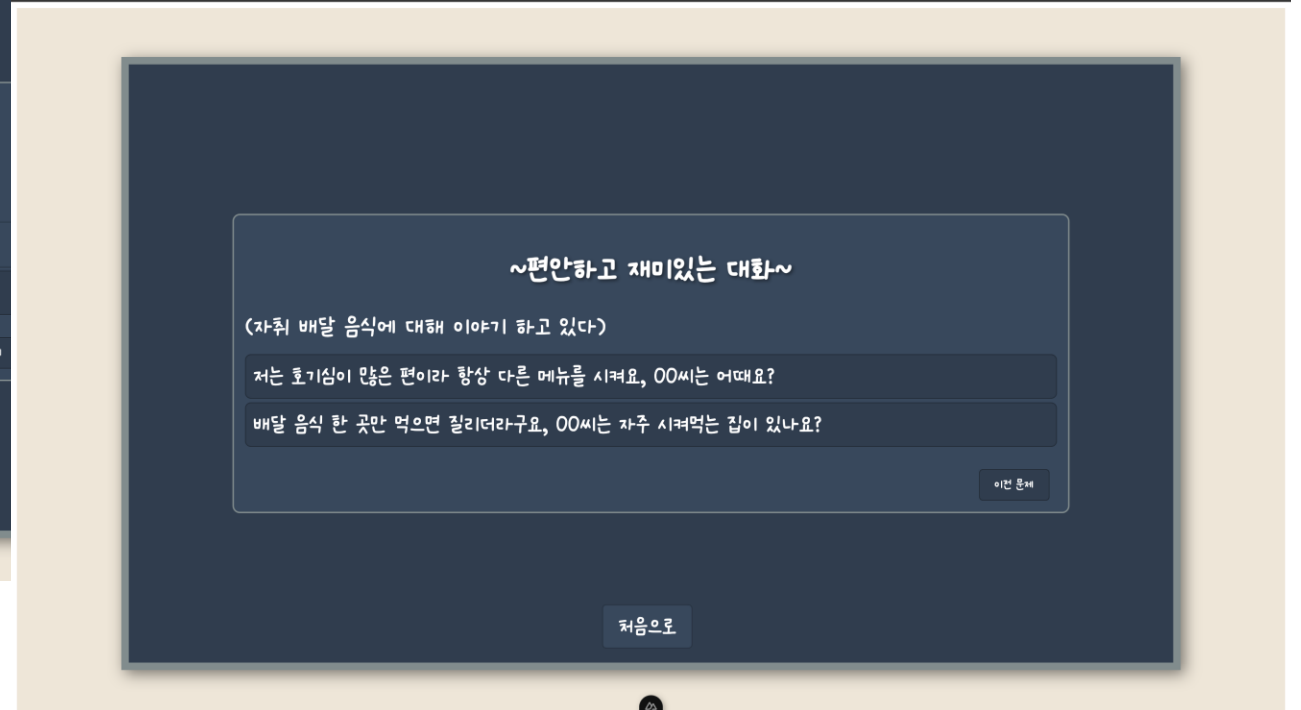 ~편안하고 재미있는 대화~
(자취 배달 음식에 대해 이야기 하고 있다)
저는 호기심이 많은 편이라 항상 다른 메뉴를 시켜요, OO씨는 어때요?
배달 음식 한 곳만 먹으면 질리더라구요, OO씨는 자주 시켜먹는 집이 있나요?
이전 문제
처음으로